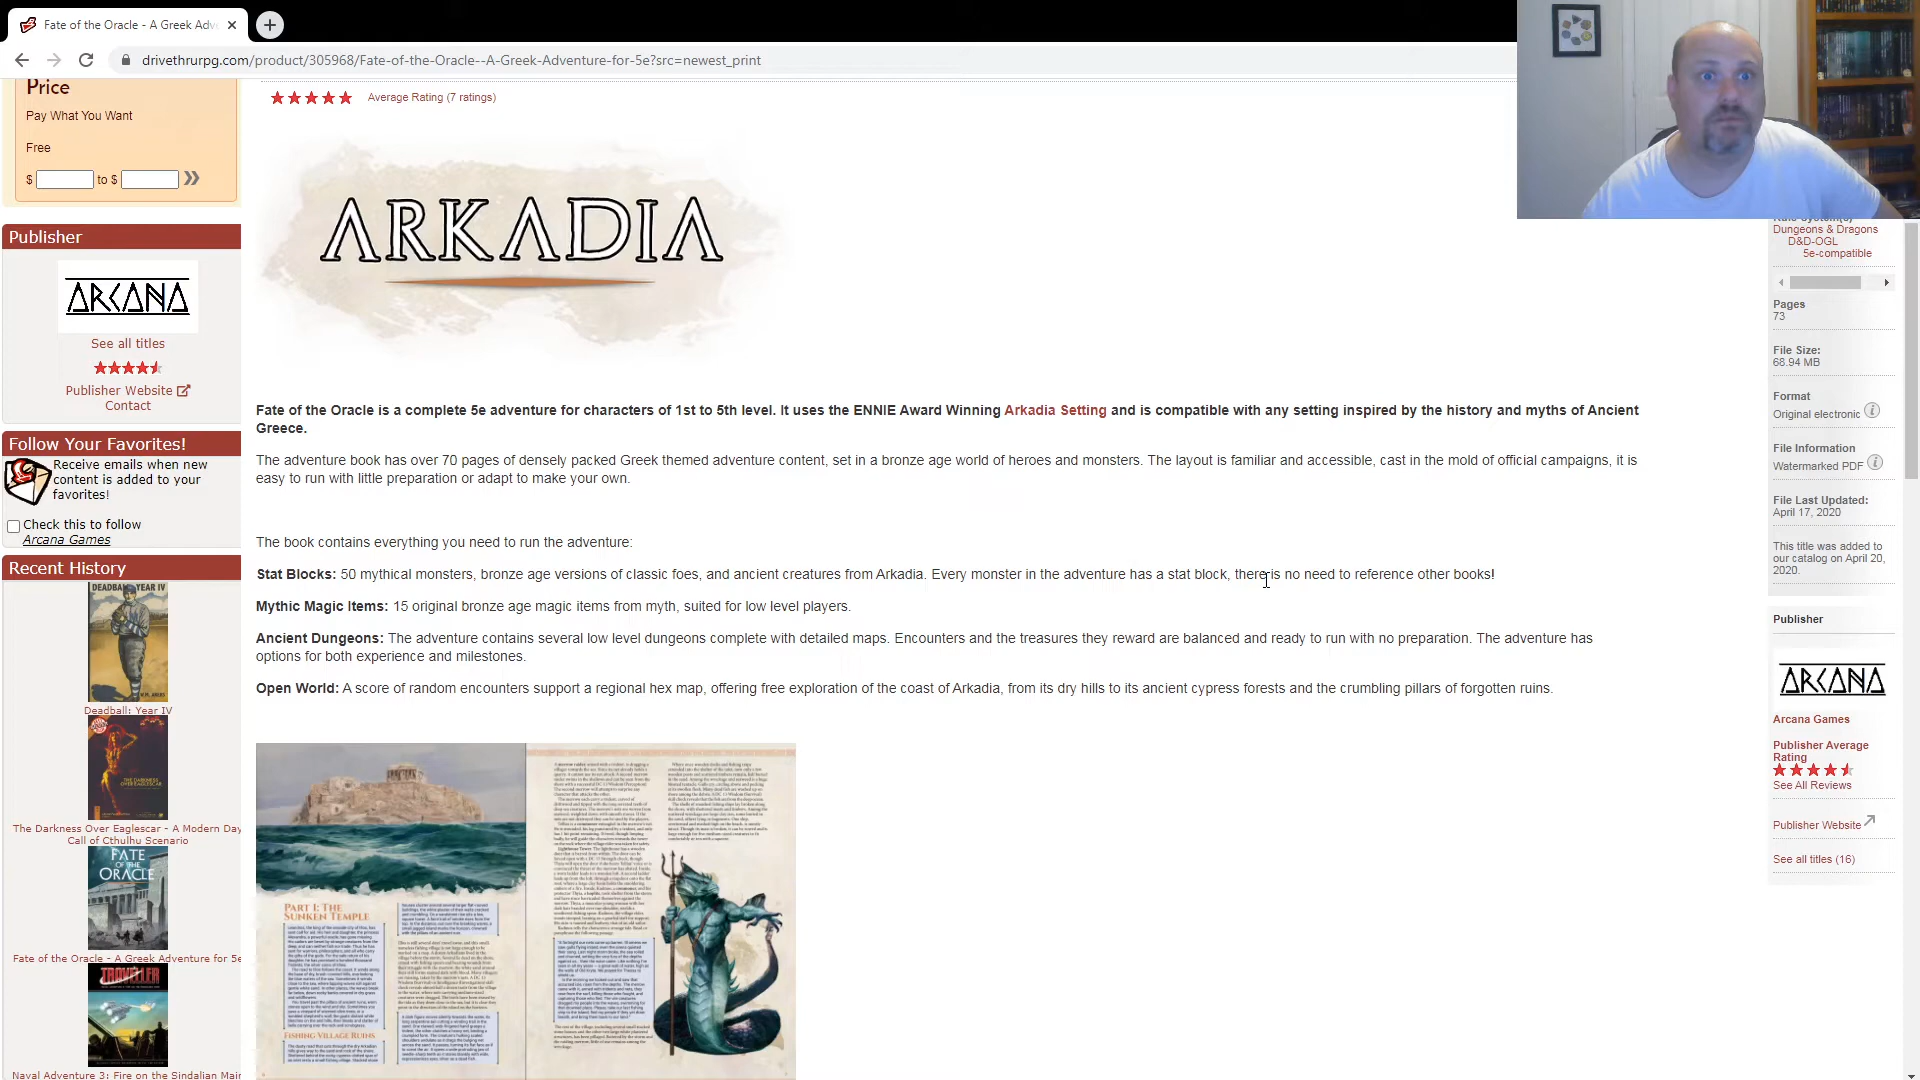 Fate of the Oracle - A Greek Adv
drivethrurpg.com/product/305968/Fate-of-the-Oracle--A-Greek-Adventure-for-5e?src=newest_print
Price
Pay What You Want
Free
$ to $
Publisher
ARCANA
See all titles
Publisher Website
Contact
Follow Your Favorites!
Receive emails when new
content is added to your
favorites!
Check this to follow
Arcana Games
Recent History
DEADBALL: YEAR IV
Deadball: Year IV
THE DARKNESS
OVER EAGLESCAR
The Darkness Over Eaglescar - A Modern Day
Call of Cthulhu Scenario
FATE
OF THE
ORACLE
Fate of the Oracle - A Greek Adventure for 5e
TRAVELLER
Naval Adventure 3: Fire on the Sindalian Main
Average Rating (7 ratings)
ARKADIA
Fate of the Oracle is a complete 5e adventure for characters of 1st to 5th level. It uses the ENNIE Award Winning Arkadia Setting and is compatible with any setting inspired by the history and myths of Ancient
Greece.
The adventure book has over 70 pages of densely packed Greek themed adventure content, set in a bronze age world of heroes and monsters. The layout is familiar and accessible, cast in the mold of official campaigns, it is
easy to run with little preparation or adapt to make your own.
The book contains everything you need to run the adventure:
Stat Blocks: 50 mythical monsters, bronze age versions of classic foes, and ancient creatures from Arkadia. Every monster in the adventure has a stat block, there is no need to reference other books!
Mythic Magic Items: 15 original bronze age magic items from myth, suited for low level players.
Ancient Dungeons: The adventure contains several low level dungeons complete with detailed maps. Encounters and the treasures they reward are balanced and ready to run with no preparation. The adventure has
options for both experience and milestones.
Open World: A score of random encounters support a regional hex map, offering free exploration of the coast of Arkadia, from its dry hills to its ancient cypress forests and the crumbling pillars of forgotten ruins.
PART I: THE
SUNKEN TEMPLE
FISHING VILLAGE RUINS
Dungeons & Dragons
D&D-OGL
5e-compatible
Pages
73
File Size:
68.94 MB
Format
Original electronic
File Information
Watermarked PDF
File Last Updated:
April 17, 2020
This title was added to
our catalog on April 20,
2020.
Publisher
ARCANA
Arcana Games
Publisher Average
Rating
See All Reviews
Publisher Website
See all titles (16)